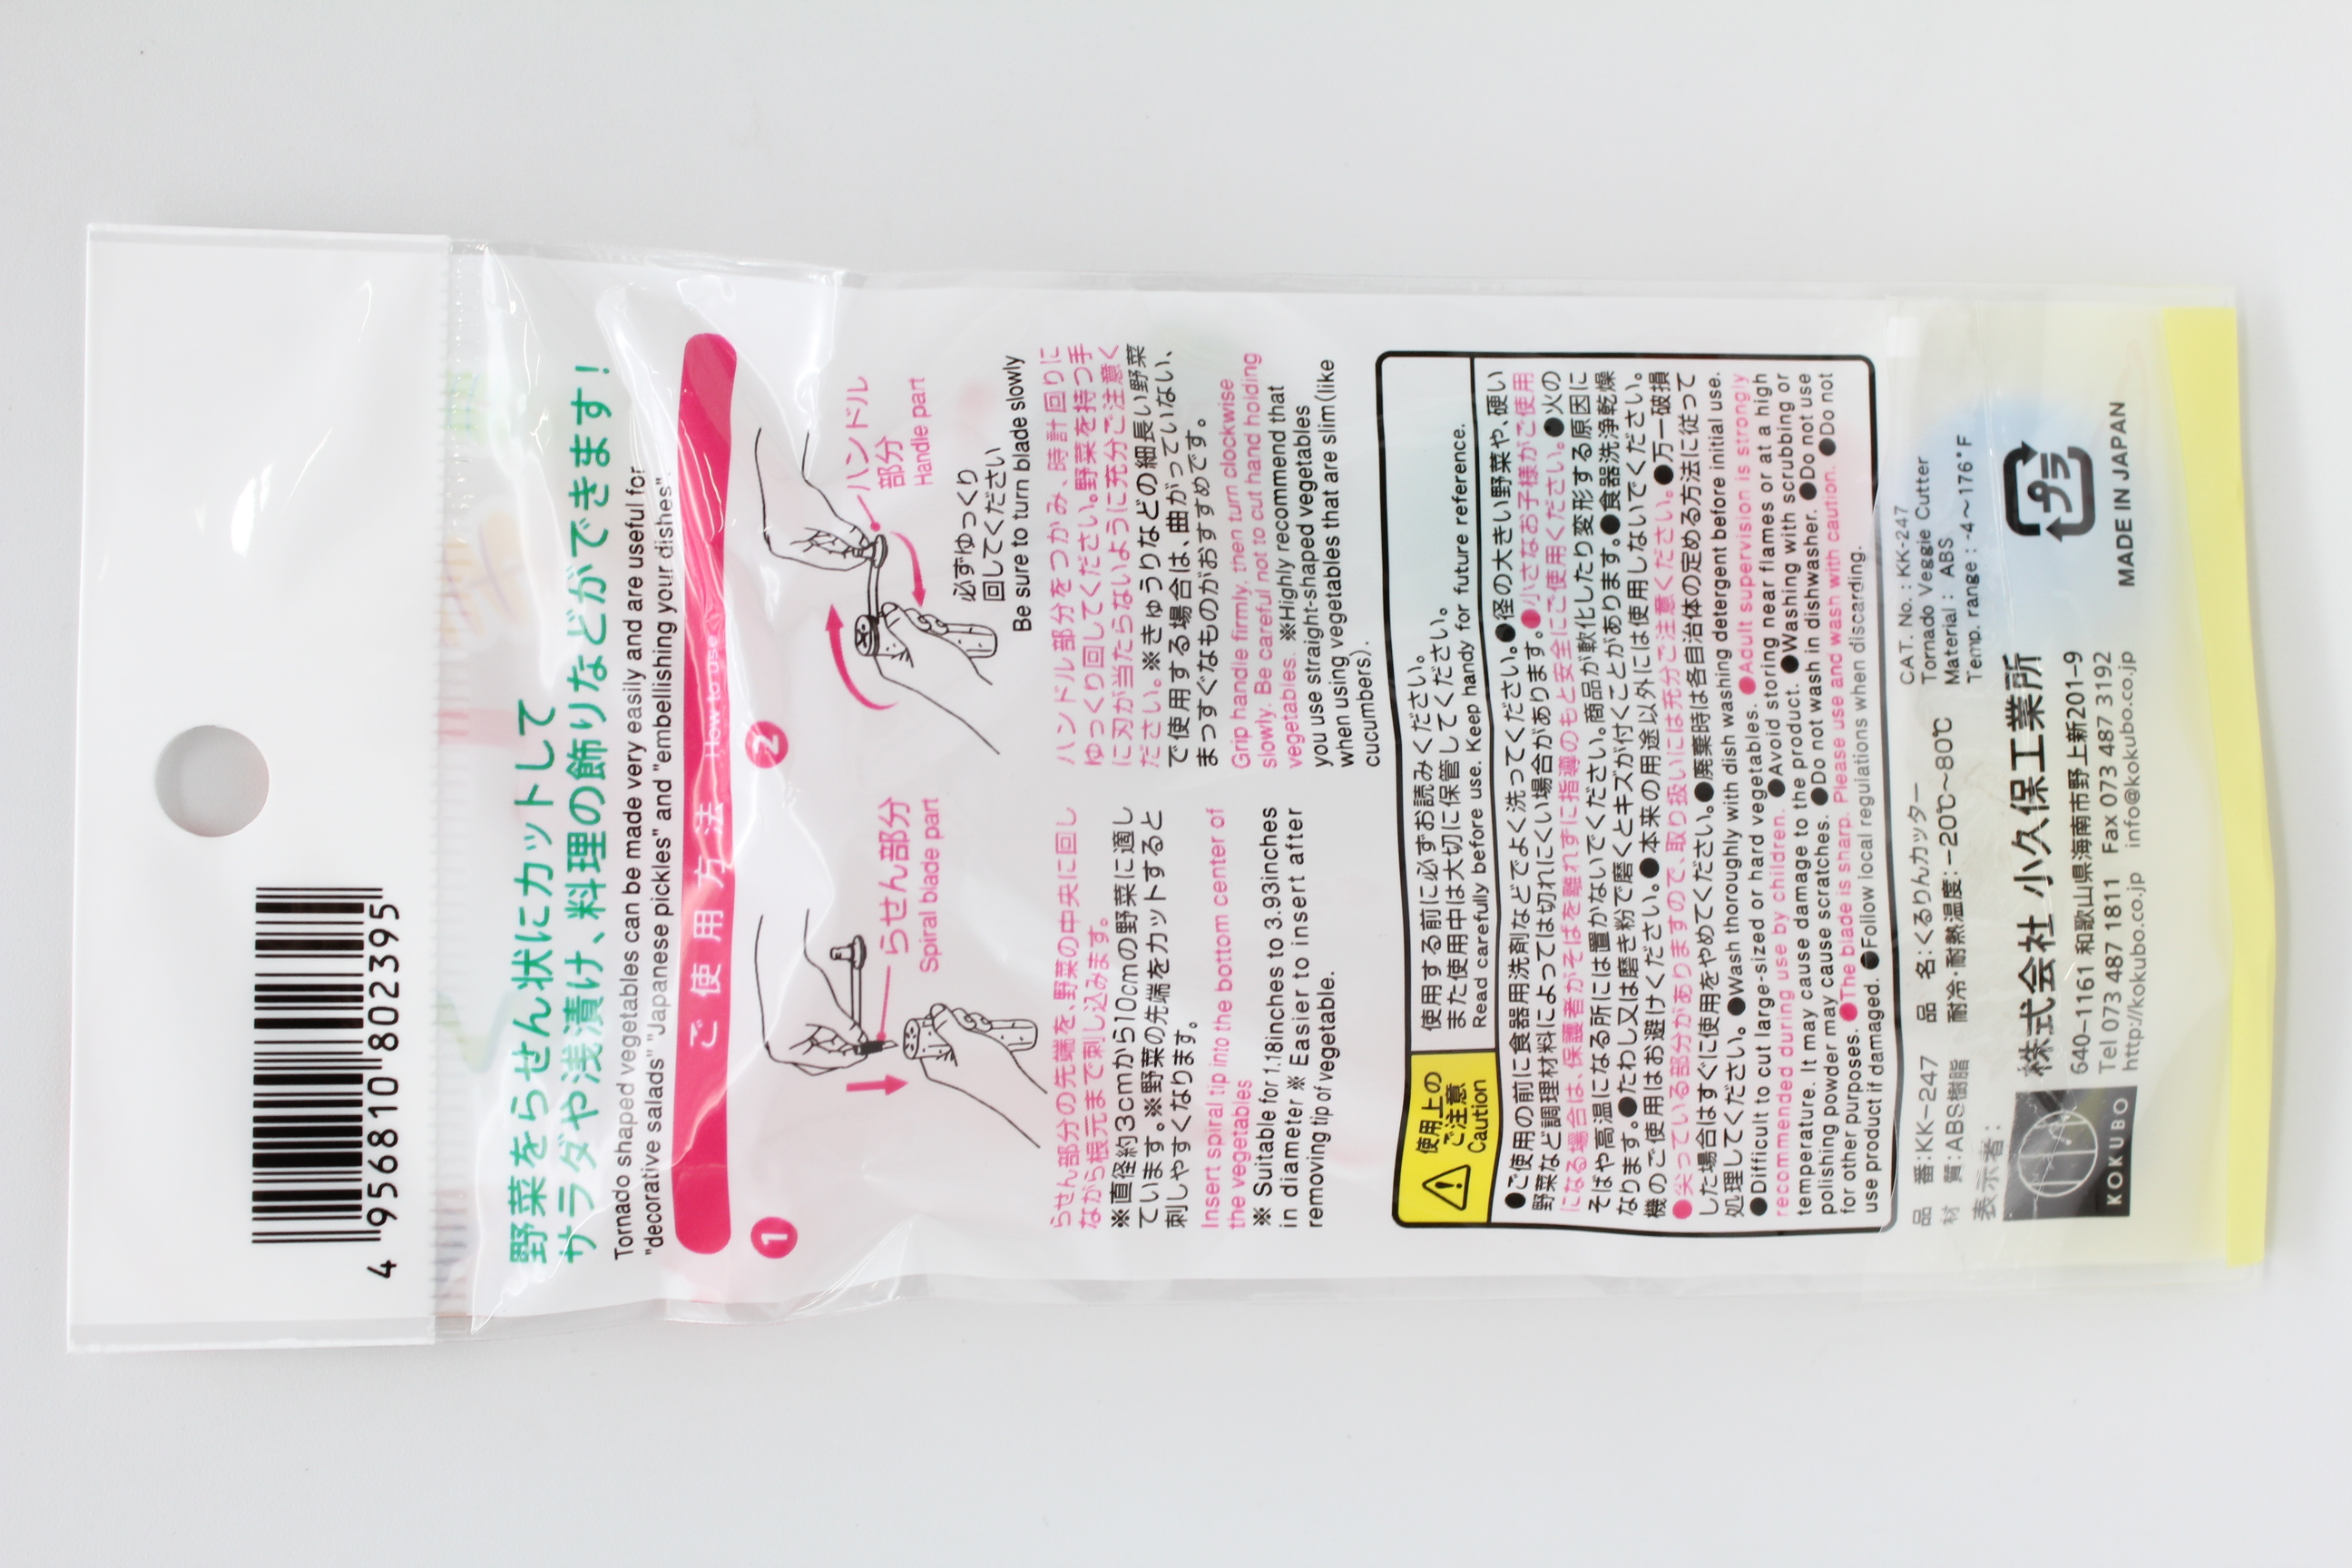 4 956810 802395
野菜をらせん状にカットして
サラダや浅漬け、料理の飾りなどができます!
Tornado shaped vegetables can be made very easily and are useful for
"decorative salads" "Japanese pickles" and "embellishing your dishes".
ご使用方法 How to use
1
らせん部分
Spiral blade part
らせん部分の先端を、野菜の中央に回し
ながら根元まで刺し込みます。
※直径約3cmから10cmの野菜に適し
ています。※野菜の先端をカットすると
刺しやすくなります。
Insert spiral tip into the bottom center of
the vegetables
※ Suitable for 1.18inches to 3.93inches
in diameter ※ Easier to insert after
removing tip of vegetable.
2
ハンドル
部分
Handle part
必ずゆっくり
回してください
Be sure to turn blade slowly
ハンドル部分をつかみ、時計回りに
ゆっくり回してください。野菜を持つ手
に刃が当たらないように充分ご注意く
ださい。※きゅうりなどの細長い野菜
で使用する場合は、曲がっていない、
まっすぐなものがおすすめです。
Grip handle firmly, then turn clockwise
slowly. Be careful not to cut hand holding
vegetables. ※Highly recommend that
you use straight-shaped vegetables
when using vegetables that are slim(like
cucumbers).
使用上の
ご注意
Caution
使用する前に必ずお読みください。
また使用中は大切に保管してください。
Read carefully before use. Keep handy for future reference.
●ご使用の前に食器用洗剤などでよく洗ってください。●径の大きい野菜や、硬い
野菜など調理材料によっては切れにくい場合があります。●小さなお子様がご使用
になる場合は、保護者がそばを離れずに指導のもと安全にご使用ください。●火の
そばや高温になる所には置かないでください。商品が軟化したり変形する原因に
なります。●たわし又は磨き粉で磨くとキズが付くことがあります。●食器洗浄乾燥
機のご使用はお避けください。●本来の用途以外には使用しないでください。
●尖っている部分がありますので、取り扱いには充分ご注意ください。●万一破損
した場合はすぐに使用をやめてください。●廃棄時は各自治体の定める方法に従って
処理してください。●Wash thoroughly with dish washing detergent before initial use.
●Difficult to cut large-sized or hard vegetables. ●Adult supervision is strongly
recommended during use by children. ●Avoid storing near flames or at a high
temperature. It may cause damage to the product. ●Washing with scrubbing or
polishing powder may cause scratches. ●Do not wash in dishwasher. ●Do not use
for other purposes. ●The blade is sharp. Please use and wash with caution. ●Do not
use product if damaged. ●Follow local regulations when discarding.
品 番:KK-247 品 名:くるりんカッター
材 質:ABS樹脂 耐冷・耐熱温度:-20℃〜80℃
表示者:
CAT. No. : KK-247
Tornado Veggie Cutter
Material : ABS
Temp. range : -4〜176°F
KOKUBO
株式会社 小久保工業所
640-1161 和歌山県海南市野上新201-9
Tel 073 487 1811 Fax 073 487 3192
http://kokubo.co.jp info@kokubo.co.jp
プラ
MADE IN JAPAN